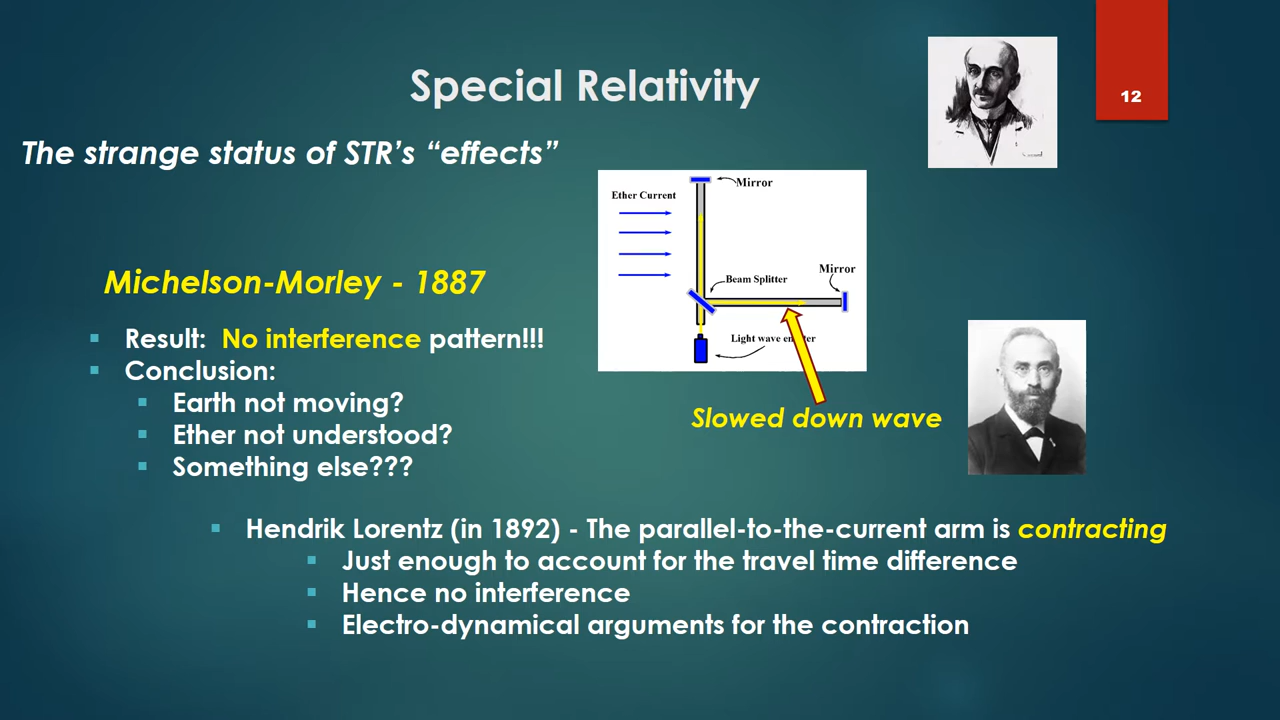 Special Relativity
12
The strange status of STR's “effects”
Mirror
Ether Current
Mirror
Beam Splitter
Light wave em
ter
Michelson-Morley - 1887
Result: No interference pattern!!!
Conclusion:
Earth not moving?
Ether not understood?
Something else???
Slowed down wave
Hendrik Lorentz (in 1892) - The parallel-to-the-current arm is contracting
Just enough to account for the travel time difference
Hence no interference
Electro-dynamical arguments for the contraction